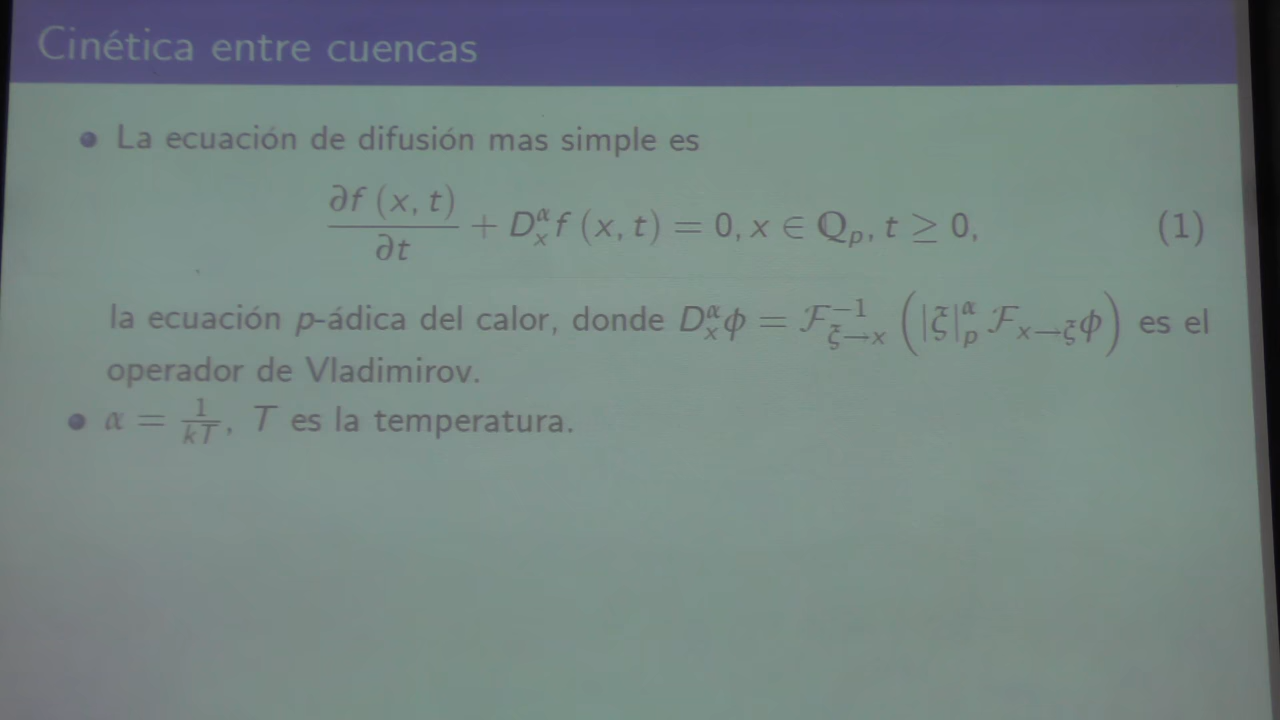 Cinética entre cuencas
La ecuación de difusión mas simple es
∂f (x, t)/∂t + D_x^α f (x, t) = 0, x ∈ ℚ_p, t ≥ 0, (1)
la ecuación p-ádica del calor, donde D_x^α ϕ = ℱ^{-1}_{ξ→x} (|ξ|_p^α ℱ_{x→ξ} ϕ) es el
operador de Vladimirov.
α = 1/kT, T es la temperatura.